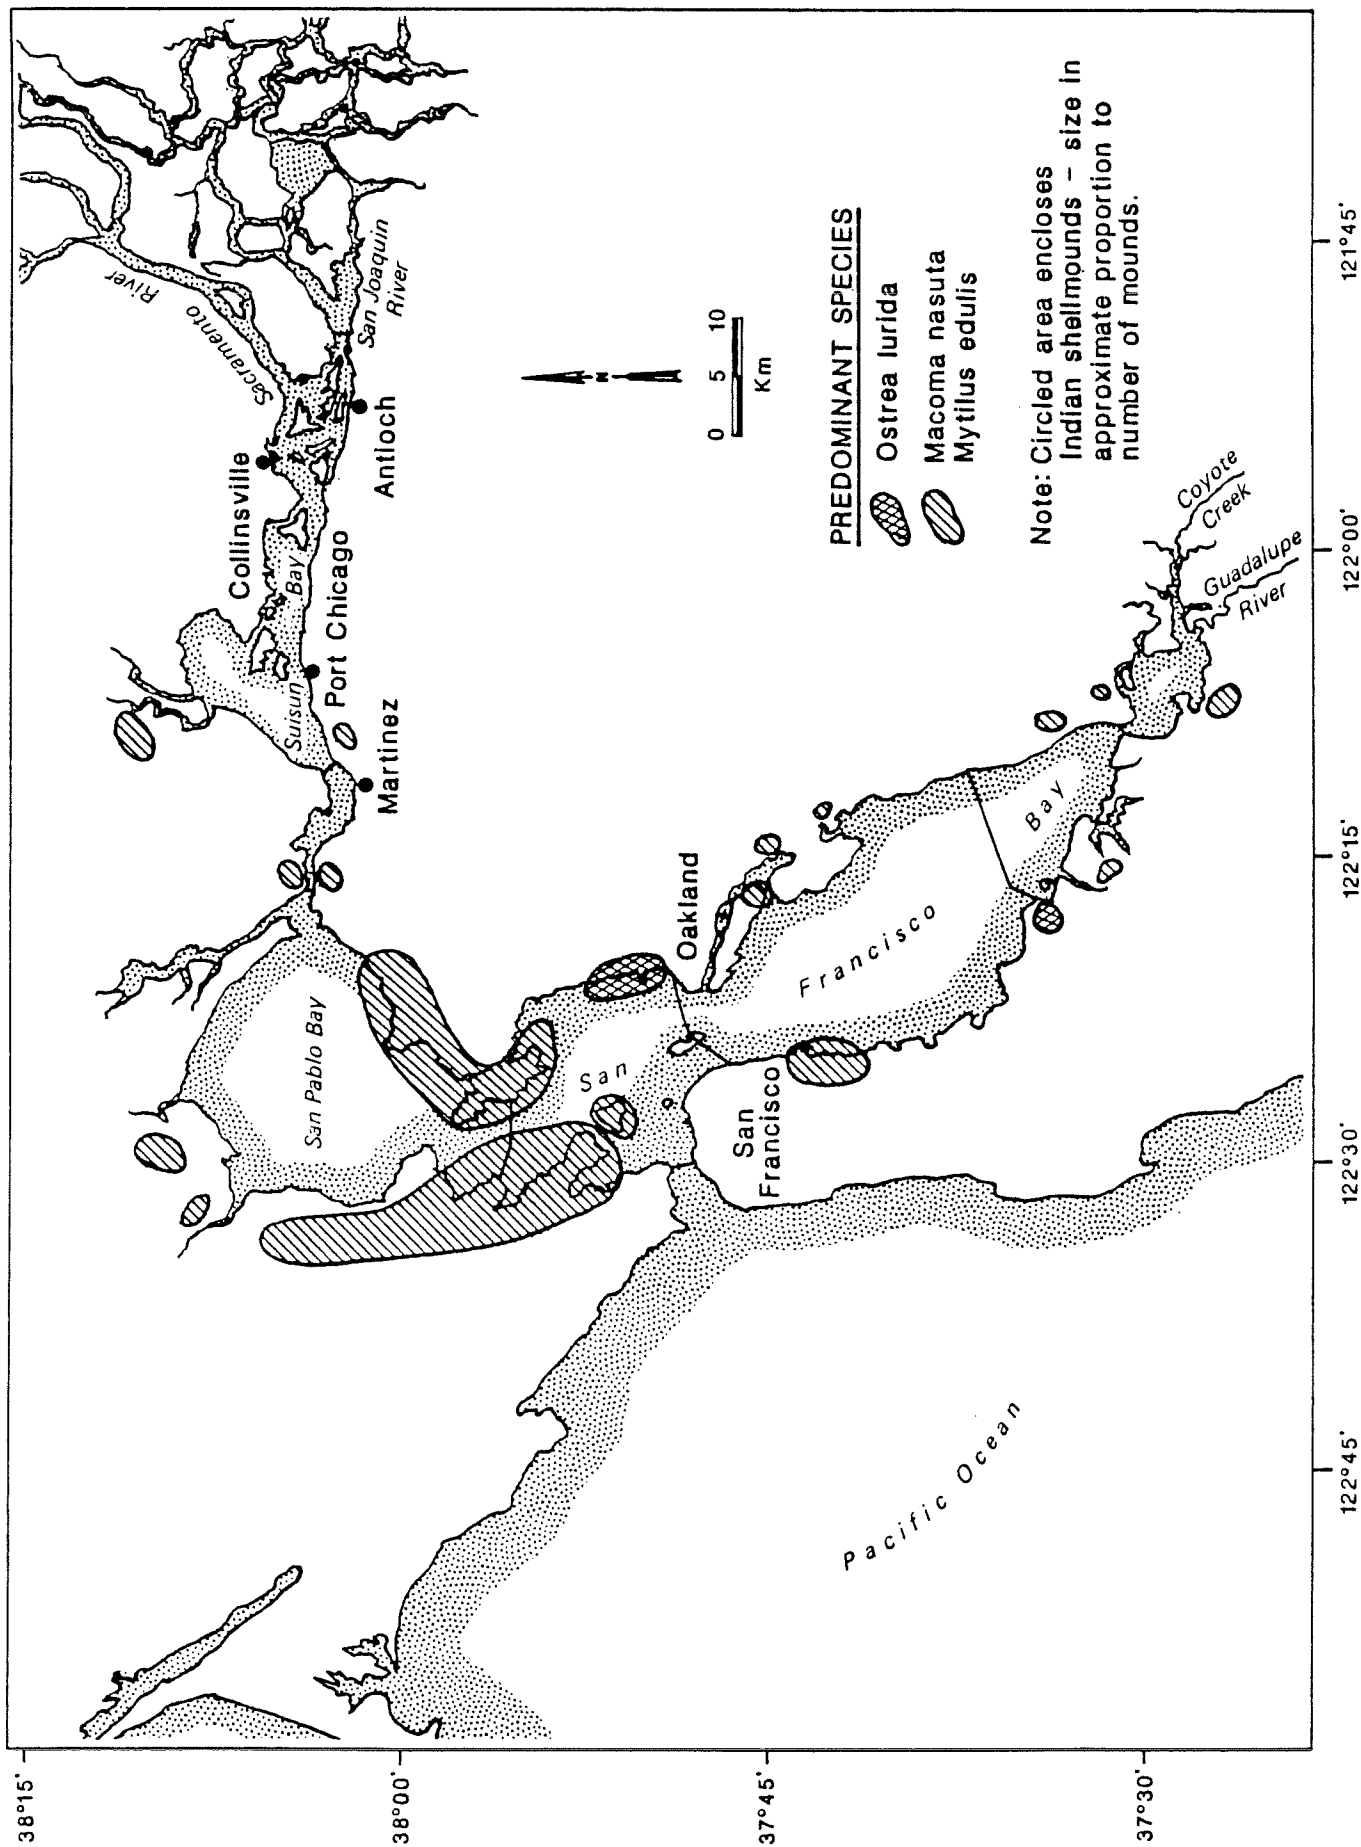 Sacramento
River
San Joaquin
River
Collinsville
Antioch
Suisun
Bay
Port Chicago
Martinez
San Pablo Bay
Oakland
San
Francisco
Bay
San
Francisco
Pacific Ocean
Coyote
Creek
Guadalupe
River
N
0 5 10
Km
PREDOMINANT SPECIES
Ostrea lurida
Macoma nasuta
Mytilus edulis
Note: Circled area encloses
Indian shellmounds - size in
approximate proportion to
number of mounds.
38°15'
38°00'
37°45'
37°30'
122°45'
122°30'
122°15'
122°00'
121°45'